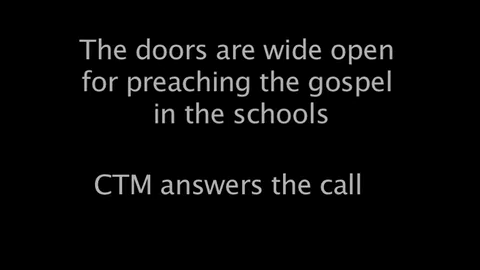 The doors are wide open
for preaching the gospel
in the schools
CTM answers the call